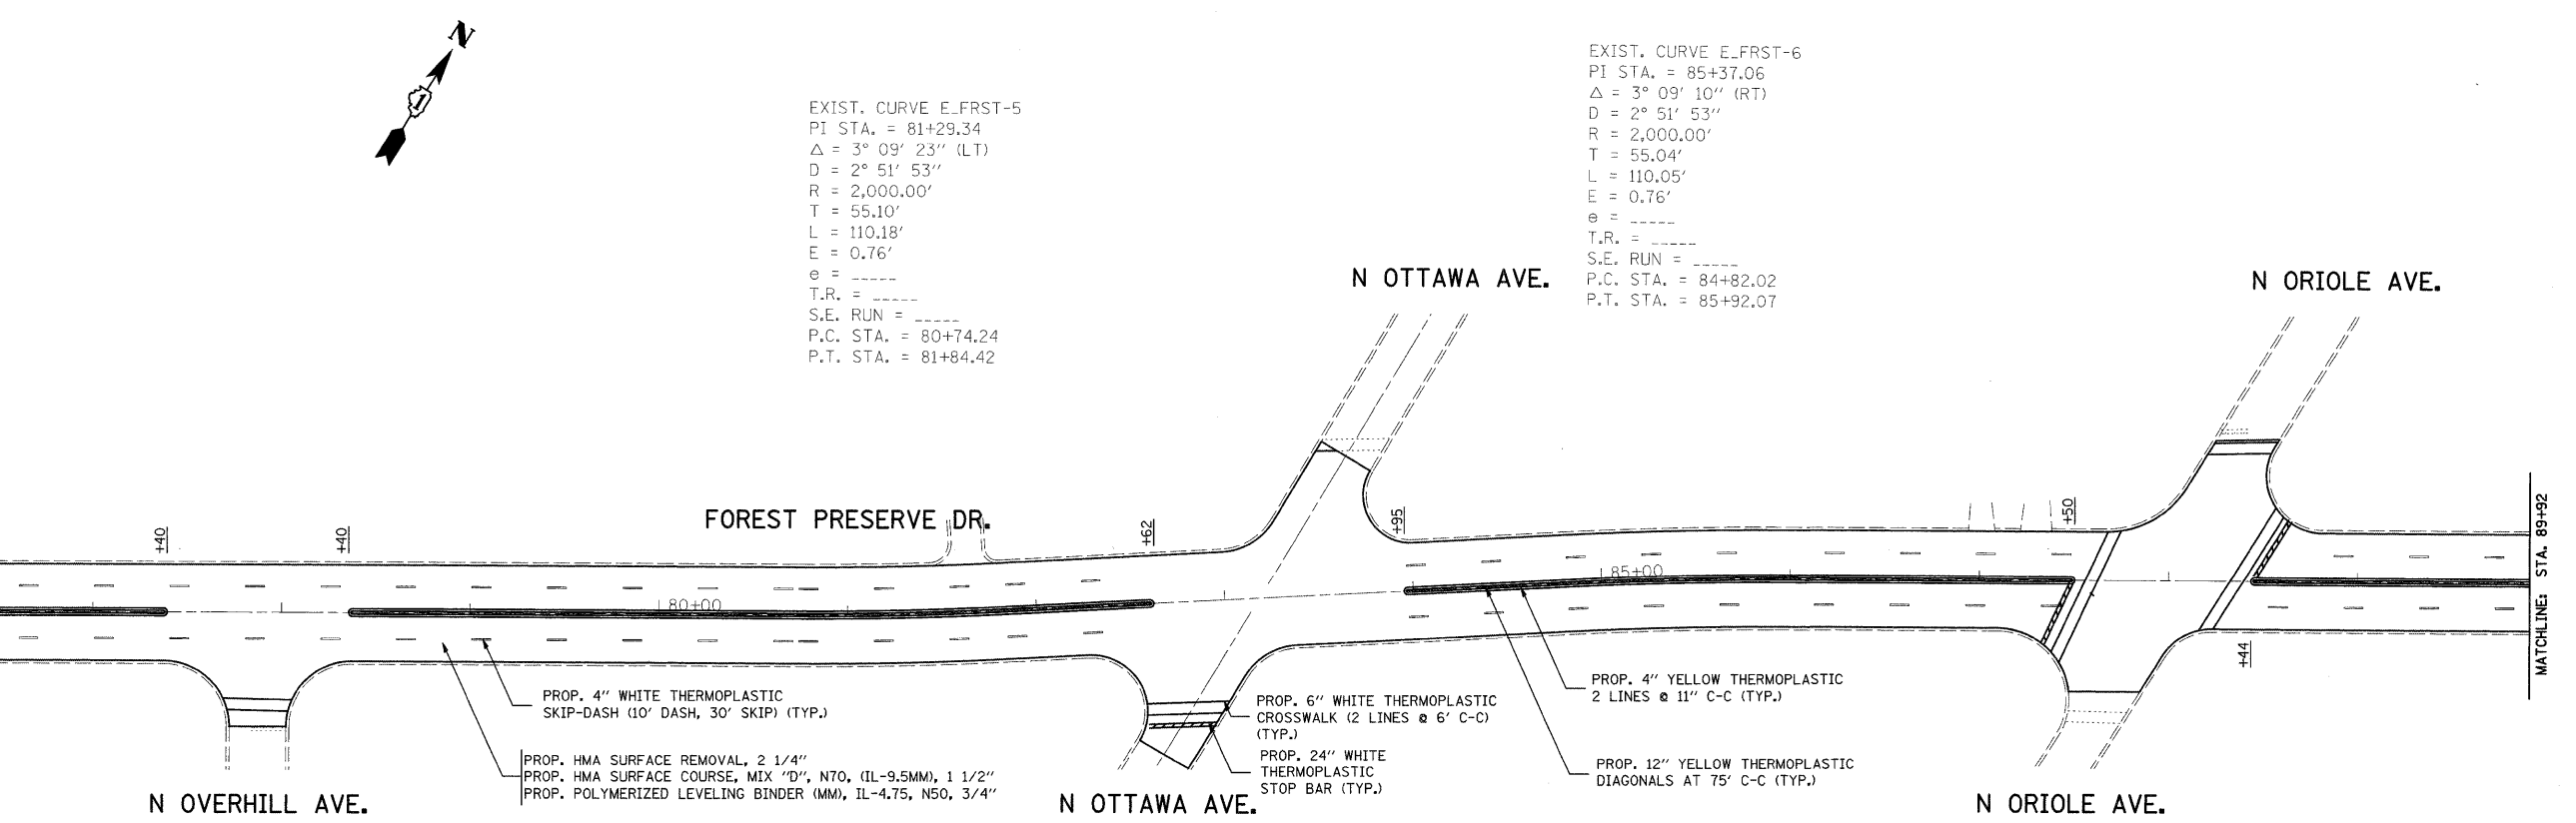 N
1
EXIST. CURVE E_FRST-5
PI STA. = 81+29.34
△ = 3° 09' 23" (LT)
D = 2° 51' 53"
R = 2,000.00'
T = 55.10'
L = 110.18'
E = 0.76'
e = _____
T.R. = _____
S.E. RUN = _____
P.C. STA. = 80+74.24
P.T. STA. = 81+84.42
EXIST. CURVE E_FRST-6
PI STA. = 85+37.06
△ = 3° 09' 10" (RT)
D = 2° 51' 53"
R = 2,000.00'
T = 55.04'
L = 110.05'
E = 0.76'
e = _____
T.R. = _____
S.E. RUN = _____
P.C. STA. = 84+82.02
P.T. STA. = 85+92.07
N OTTAWA AVE.
N ORIOLE AVE.
FOREST PRESERVE DR.
+40
+40
+62
+95
+50
80+00
85+00
+44
MATCHLINE: STA. 89+92
PROP. 4" WHITE THERMOPLASTIC
SKIP-DASH (10' DASH, 30' SKIP) (TYP.)
PROP. HMA SURFACE REMOVAL, 2 1/4"
PROP. HMA SURFACE COURSE, MIX "D", N70, (IL-9.5MM), 1 1/2"
PROP. POLYMERIZED LEVELING BINDER (MM), IL-4.75, N50, 3/4"
PROP. 6" WHITE THERMOPLASTIC
CROSSWALK (2 LINES @ 6' C-C)
(TYP.)
PROP. 24" WHITE
THERMOPLASTIC
STOP BAR (TYP.)
PROP. 4" YELLOW THERMOPLASTIC
2 LINES @ 11" C-C (TYP.)
PROP. 12" YELLOW THERMOPLASTIC
DIAGONALS AT 75' C-C (TYP.)
N OVERHILL AVE.
N OTTAWA AVE.
N ORIOLE AVE.